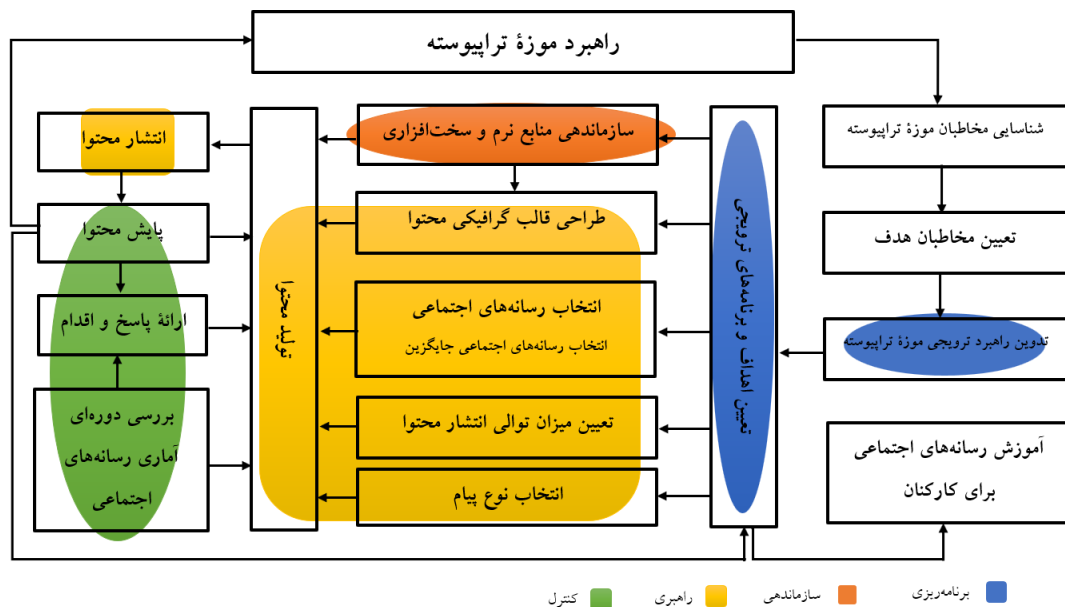 راهبرد موزهٔ تراپیوسته
شناسایی مخاطبان موزهٔ تراپیوسته
تعیین مخاطبان هدف
تدوین راهبرد ترویجی موزهٔ تراپیوسته
آموزش رسانه‌های اجتماعی
برای کارکنان
تعیین اهداف و برنامه‌های ترویجی
سازماندهی منابع نرم و سخت‌افزاری
طراحی قالب گرافیکی محتوا
انتخاب رسانه‌های اجتماعی
انتخاب رسانه‌های اجتماعی جایگزین
تعیین میزان توالی انتشار محتوا
انتخاب نوع پیام
تولید محتوا
انتشار محتوا
پایش محتوا
ارائهٔ پاسخ و اقدام
بررسی دوره‌ای
آماری رسانه‌های
اجتماعی
برنامه‌ریزی
سازماندهی
راهبری
کنترل